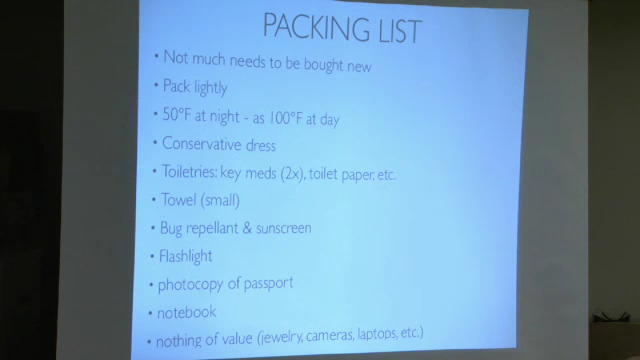 PACKING LIST
• Not much needs to be bought new
• Pack lightly
• 50°F at night - as 100°F at day
• Conservative dress
• Toiletries: key meds (2x), toilet paper, etc.
• Towel (small)
• Bug repellant & sunscreen
• Flashlight
• photocopy of passport
• notebook
• nothing of value (jewelry, cameras, laptops, etc.)